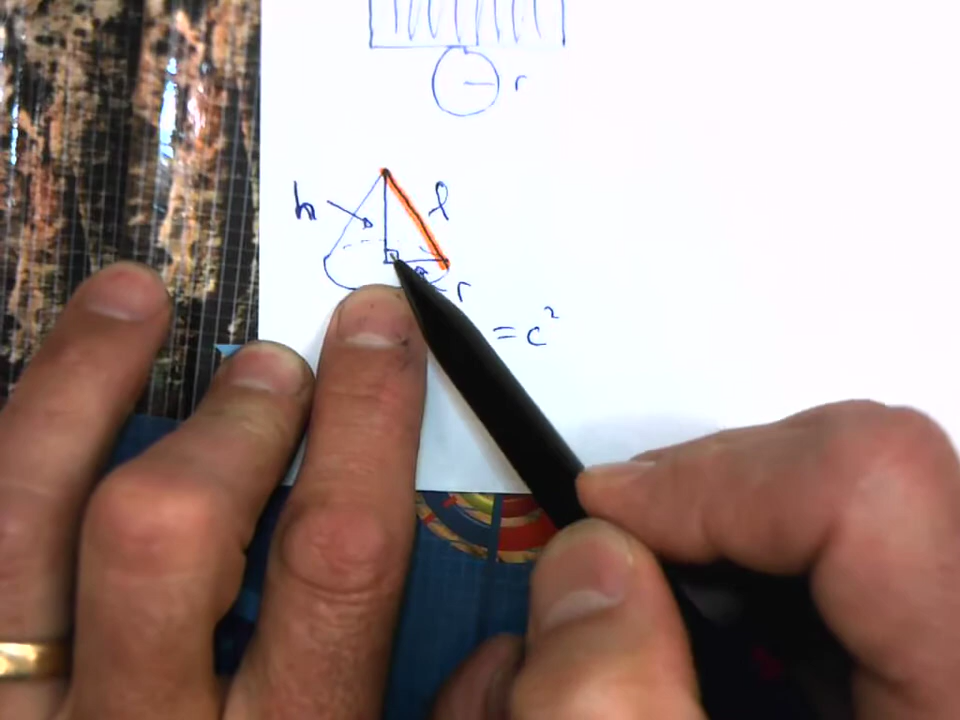 r
h l
r
= c²